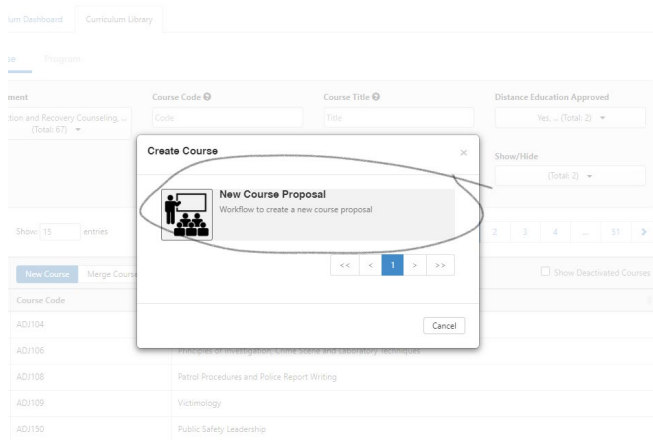 lum Dashboard Curriculum Library
se Program
ment Course Code Course Title Distance Education Approved
tion and Recovery Counseling, ... Code Title Yes, ... (Total: 2)
(Total: 67)
Create Course ×
Show/Hide
(Total: 2)
New Course Proposal
Workflow to create a new course proposal
Show: 15 entries 2 3 4 ... 51 >
<< < 1 > >>
New Course Merge Course Show Deactivated Courses
Course Code
Cancel
ADJ104
ADJ106 Principles of Investigation, Crime Scene and Laboratory Techniques
ADJ108 Patrol Procedures and Police Report Writing
ADJ109 Victimology
ADJ150 Public Safety Leadership